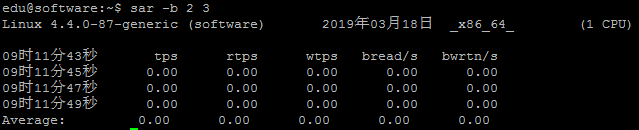 edu@software:~$ sar -b 2 3
Linux 4.4.0-87-generic (software) 2019年03月18日 _x86_64_ (1 CPU)
09时11分43秒 tps rtps wtps bread/s bwrtn/s
09时11分45秒 0.00 0.00 0.00 0.00 0.00
09时11分47秒 0.00 0.00 0.00 0.00 0.00
09时11分49秒 0.00 0.00 0.00 0.00 0.00
Average: 0.00 0.00 0.00 0.00 0.00